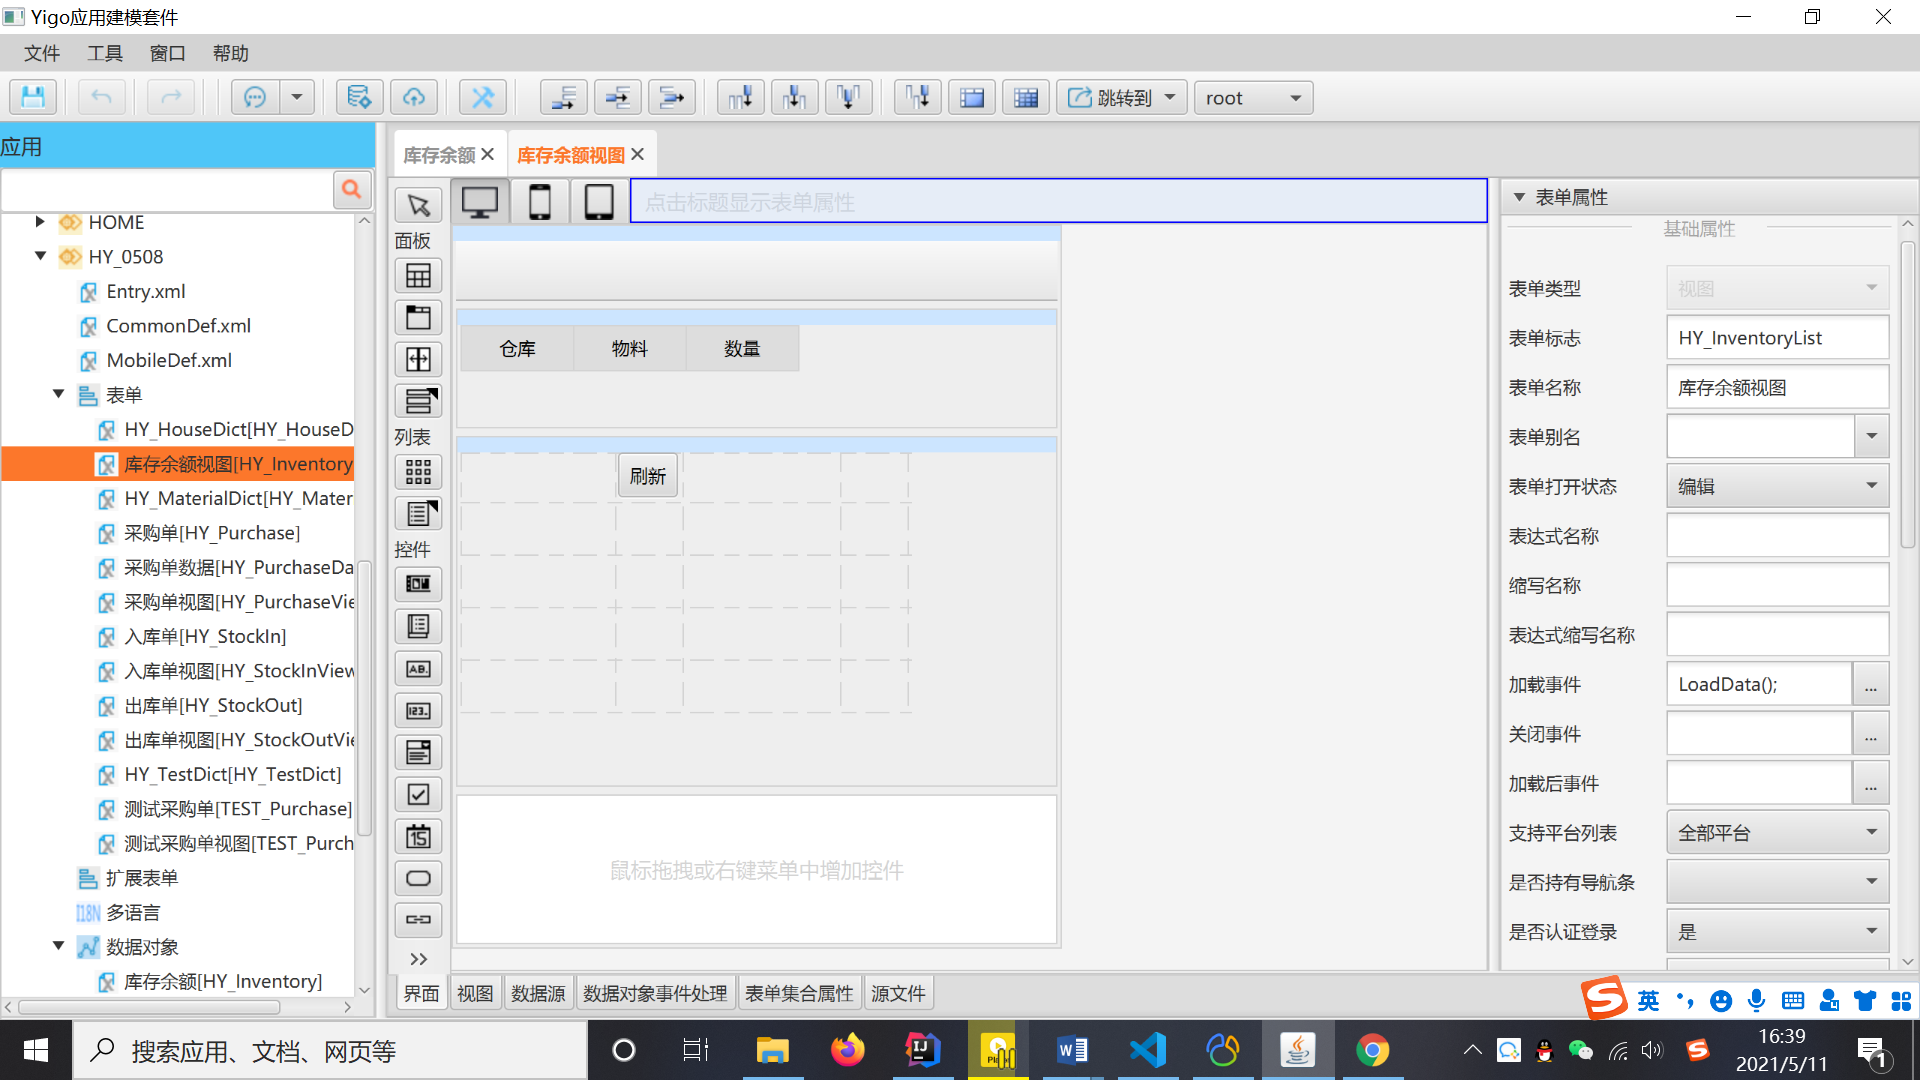 Yigo应用建模套件
文件 工具 窗口 帮助
跳转到 root
应用
HOME
HY_0508
Entry.xml
CommonDef.xml
MobileDef.xml
表单
HY_HouseDict[HY_HouseD
库存余额视图[HY_Inventory
HY_MaterialDict[HY_Mater
采购单[HY_Purchase]
采购单数据[HY_PurchaseDa
采购单视图[HY_PurchaseVie
入库单[HY_StockIn]
入库单视图[HY_StockInView
出库单[HY_StockOut]
出库单视图[HY_StockOutVie
HY_TestDict[HY_TestDict]
测试采购单[TEST_Purchase]
测试采购单视图[TEST_Purch
扩展表单
I18N 多语言
数据对象
库存余额[HY_Inventory]
库存余额 库存余额视图
点击标题显示表单属性
面板
列表
控件
AB.
123.
15
仓库 物料 数量
刷新
鼠标拖拽或右键菜单中增加控件
界面 视图 数据源 数据对象事件处理 表单集合属性 源文件
表单属性
基础属性
表单类型 视图
表单标志 HY_InventoryList
表单名称 库存余额视图
表单别名
表单打开状态 编辑
表达式名称
缩写名称
表达式缩写名称
加载事件 LoadData(); ...
关闭事件 ...
加载后事件 ...
支持平台列表 全部平台
是否持有导航条
是否认证登录 是
英
搜索应用、文档、网页等
16:39
2021/5/11
1